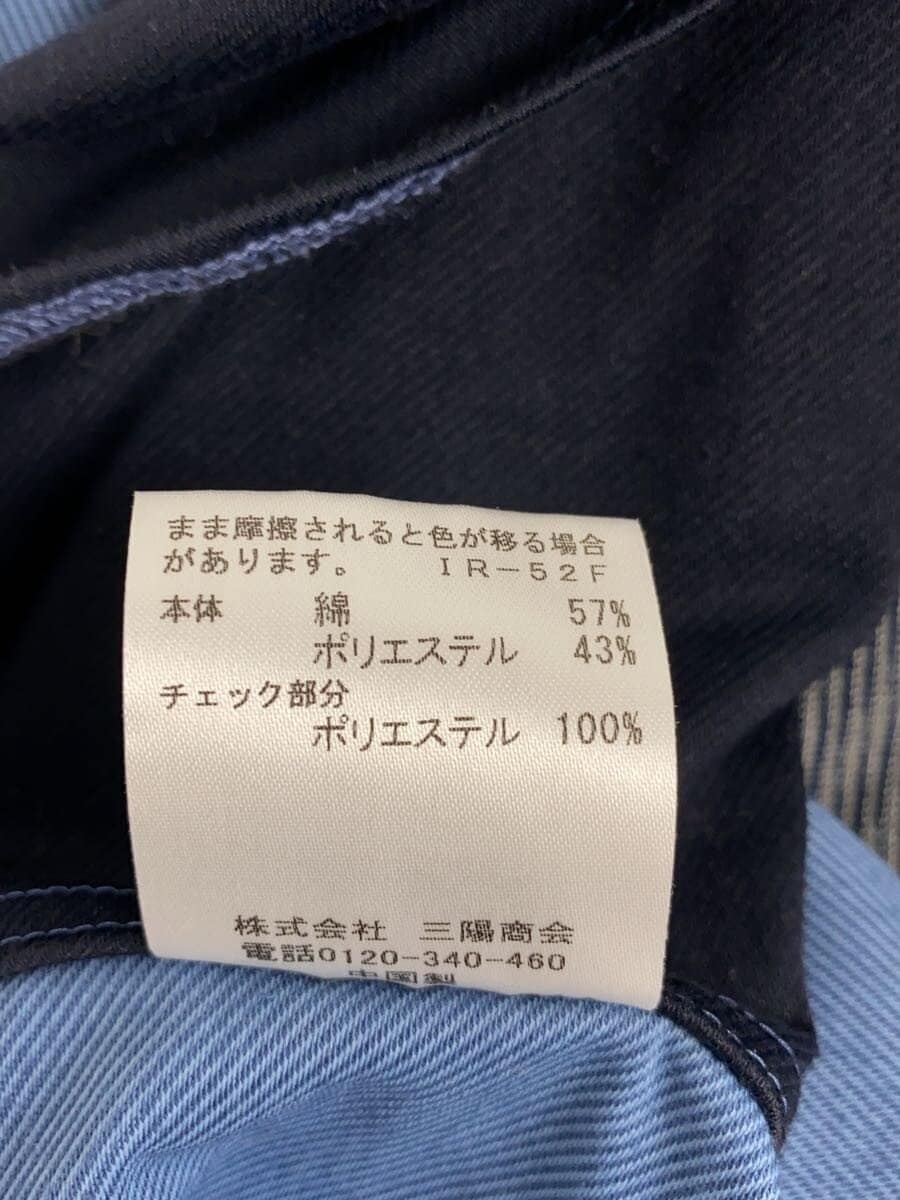 まま摩擦されると色が移る場合
があります。 ＩＲ－５２Ｆ
本体 綿 57%
ポリエステル 43%
チェック部分
ポリエステル 100%
株式会社 三陽商会
電話0120-340-460
中国製